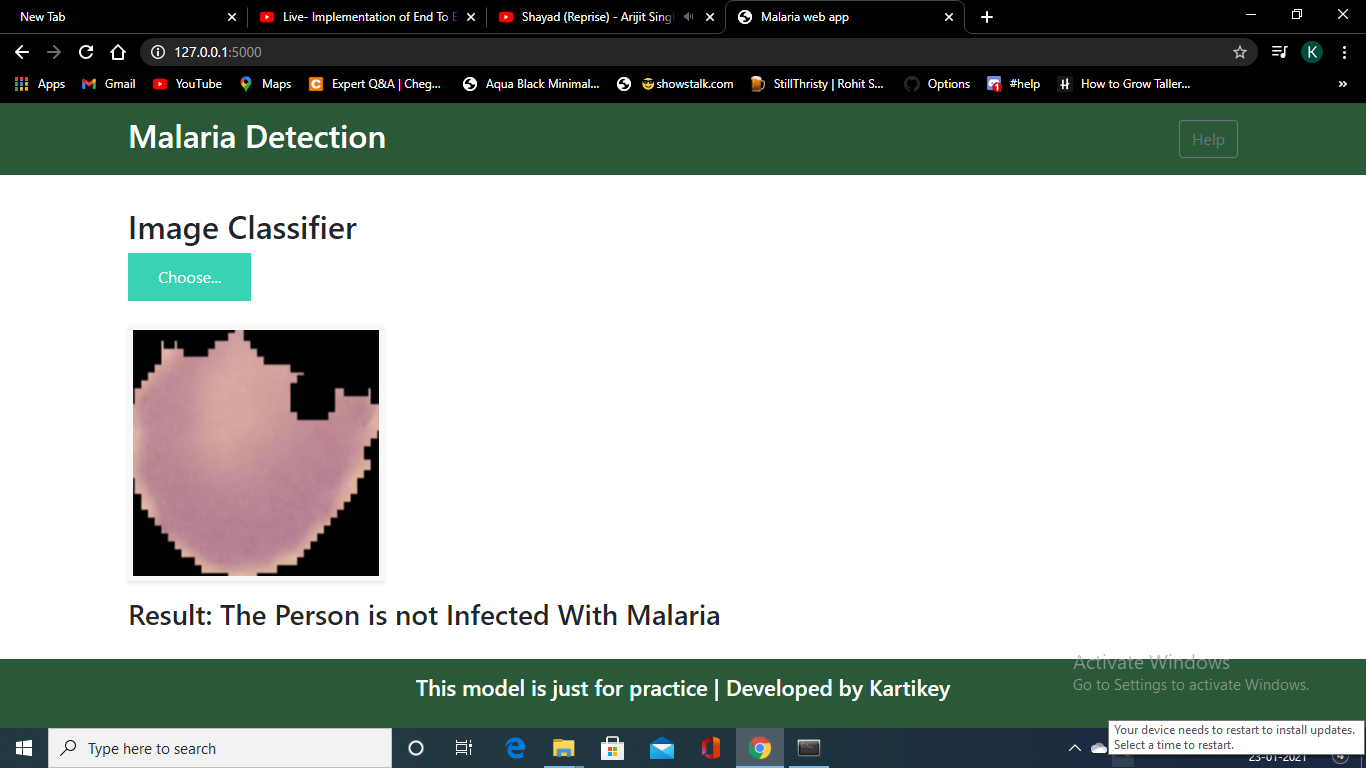 New Tab
Live- Implementation of End To E
Shayad (Reprise) - Arijit Singh
Malaria web app
127.0.0.1:5000
K
Apps
Gmail
YouTube
Maps
Expert Q&A | Cheg...
Aqua Black Minimal...
showstalk.com
StillThristy | Rohit S...
Options
#help
How to Grow Taller...
»
Malaria Detection
Help
Image Classifier
Choose...
Result: The Person is not Infected With Malaria
Activate Windows
Go to Settings to activate Windows.
This model is just for practice | Developed by Kartikey
Your device needs to restart to install updates.
Select a time to restart.
Type here to search
23-01-2021